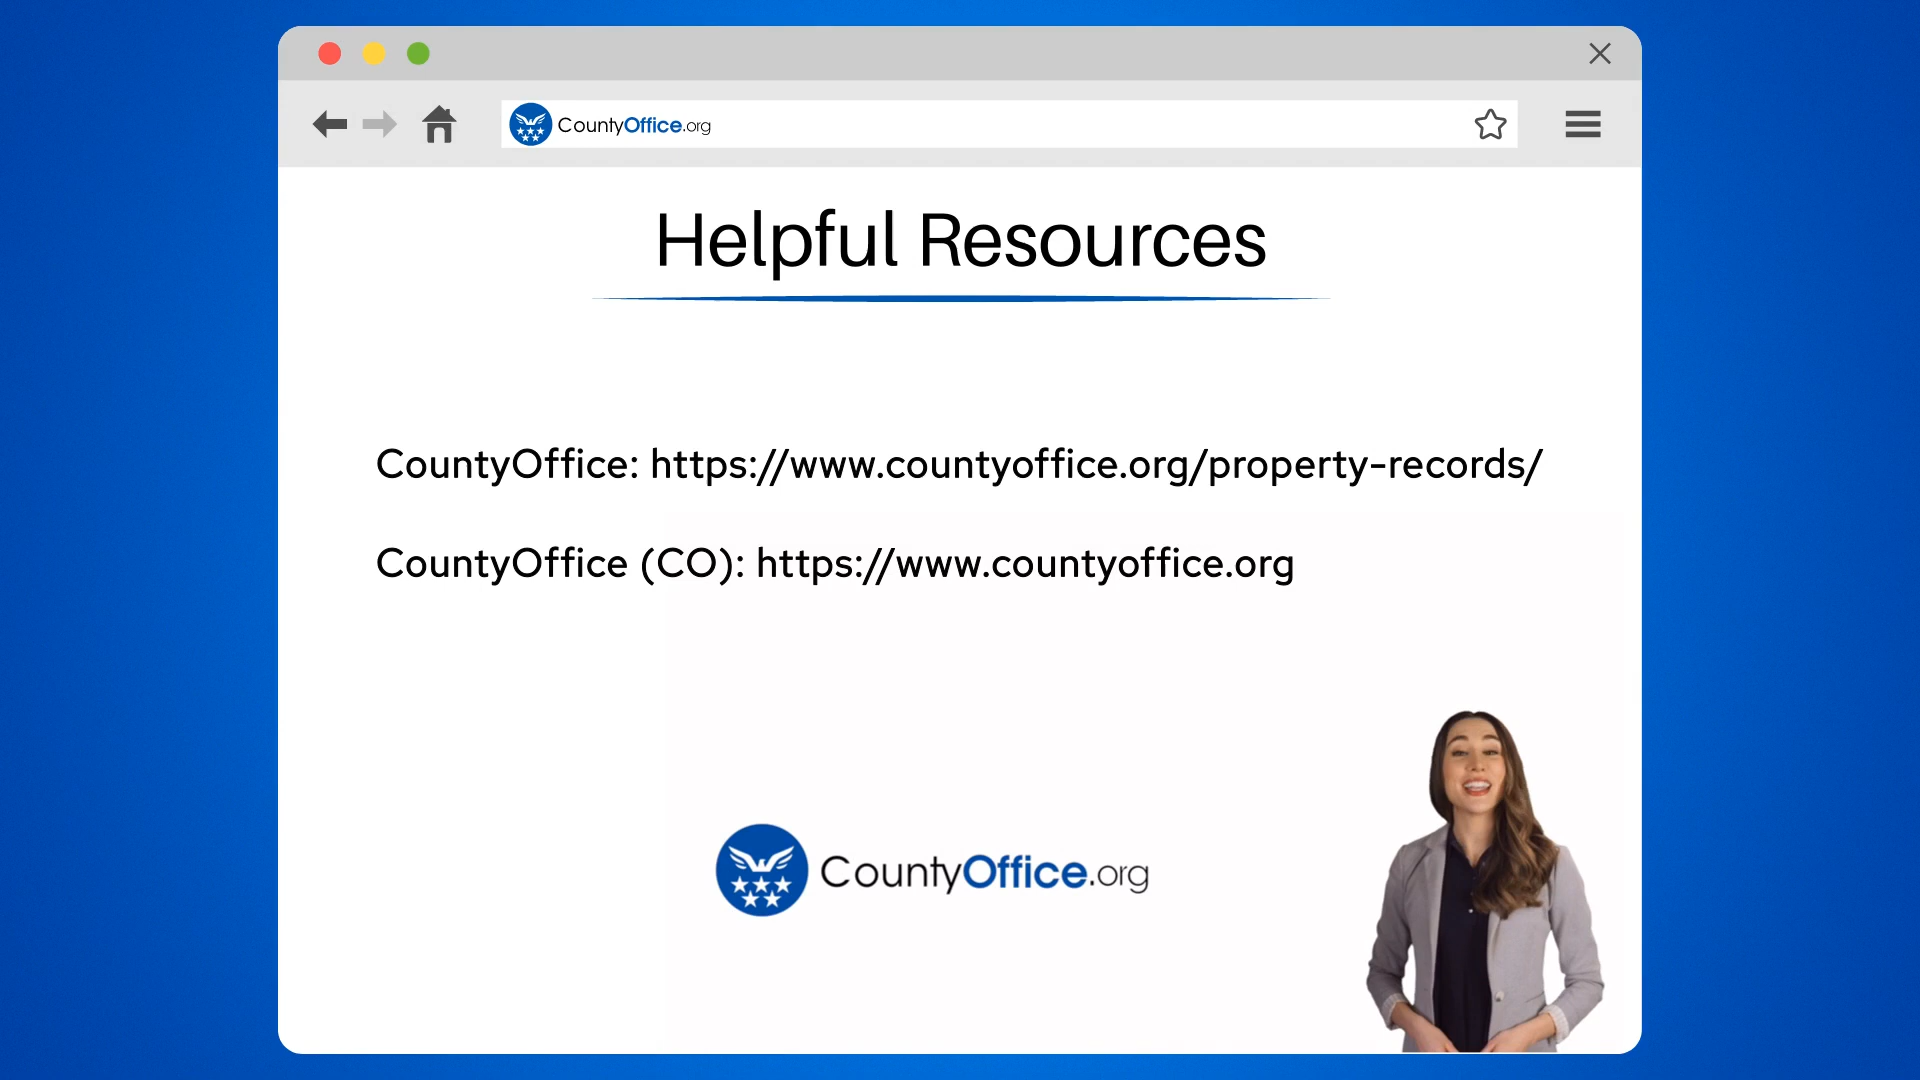 CountyOffice.org
Helpful Resources
CountyOffice: https://www.countyoffice.org/property-records/
CountyOffice (CO): https://www.countyoffice.org
CountyOffice.org